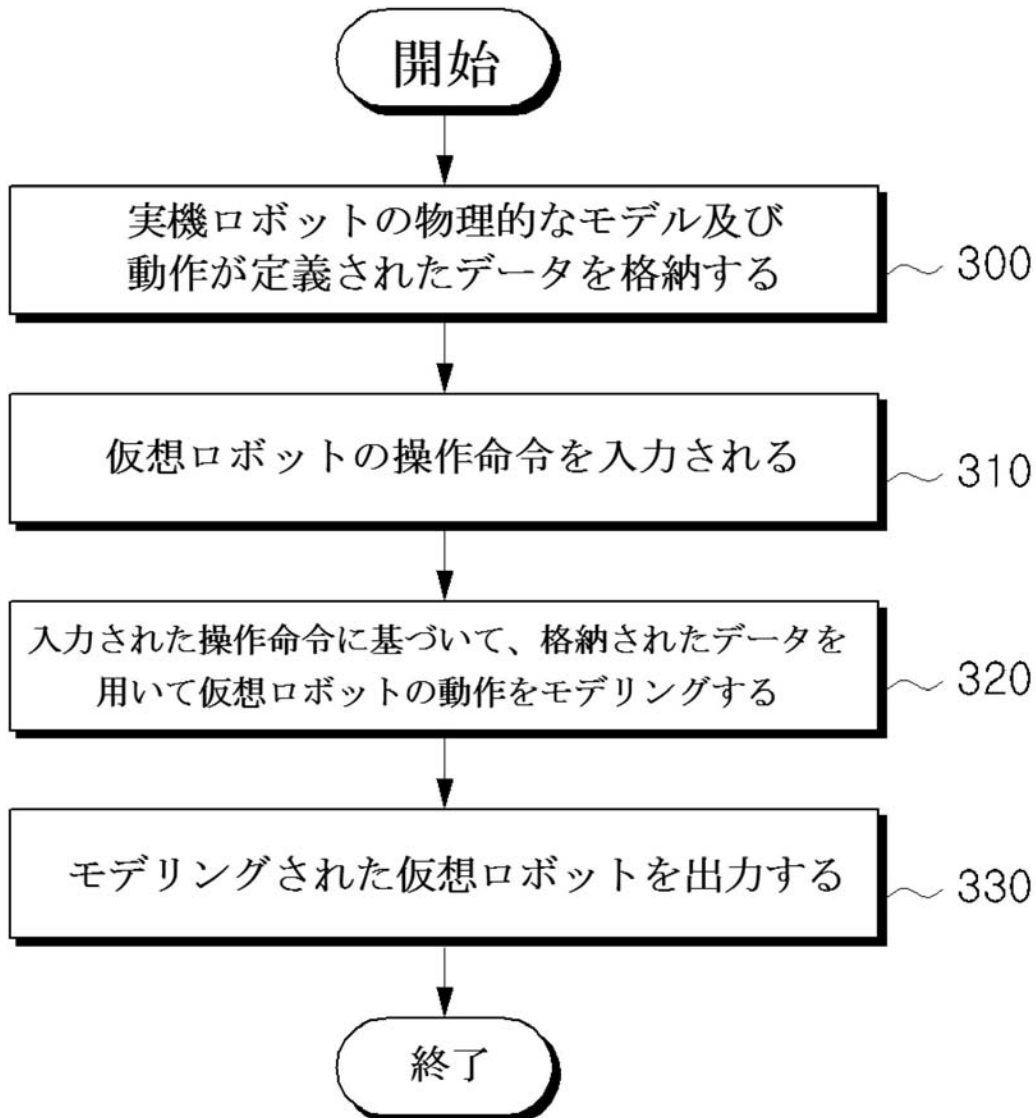 開始
実機ロボットの物理的なモデル及び
動作が定義されたデータを格納する
300
仮想ロボットの操作命令を入力される
310
入力された操作命令に基づいて、格納されたデータを
用いて仮想ロボットの動作をモデリングする
320
モデリングされた仮想ロボットを出力する
330
終了